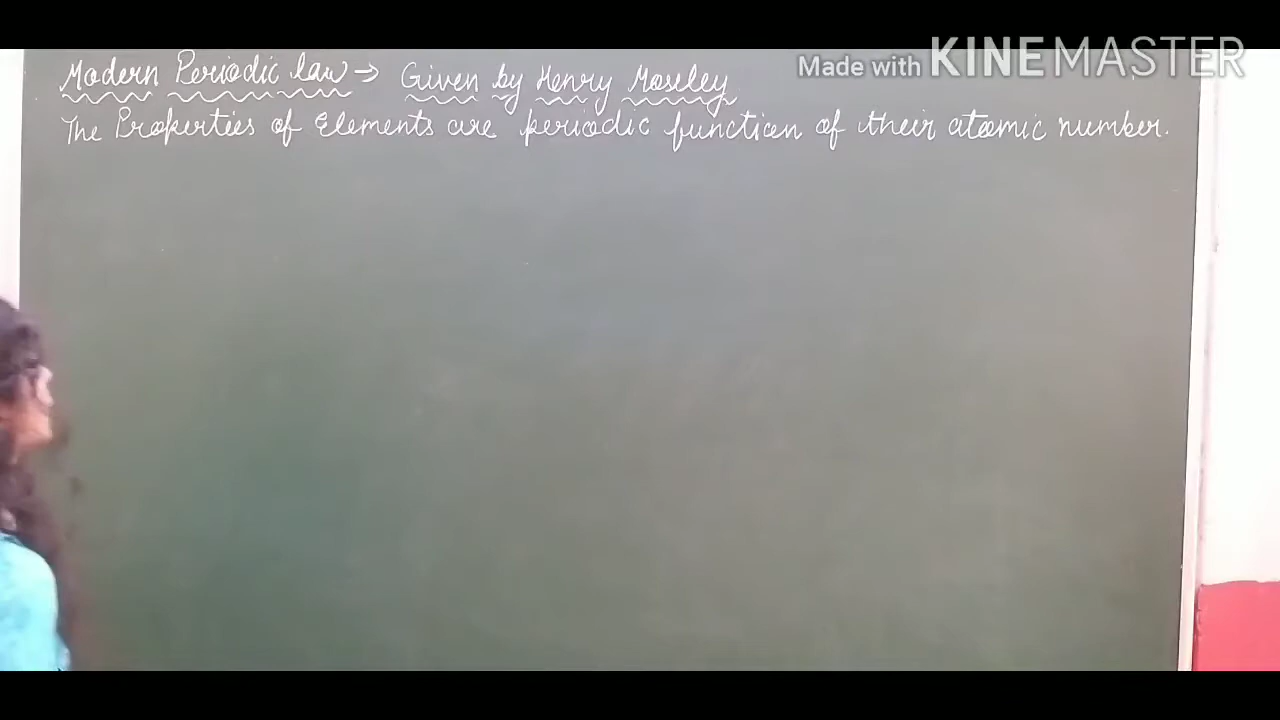 Modern Periodic law → Given by Henry Moseley
The Properties of Elements are periodic function of their atomic number.
Made with KINEMASTER